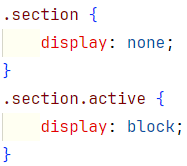 .section {
    display: none;
}
.section.active {
    display: block;
}